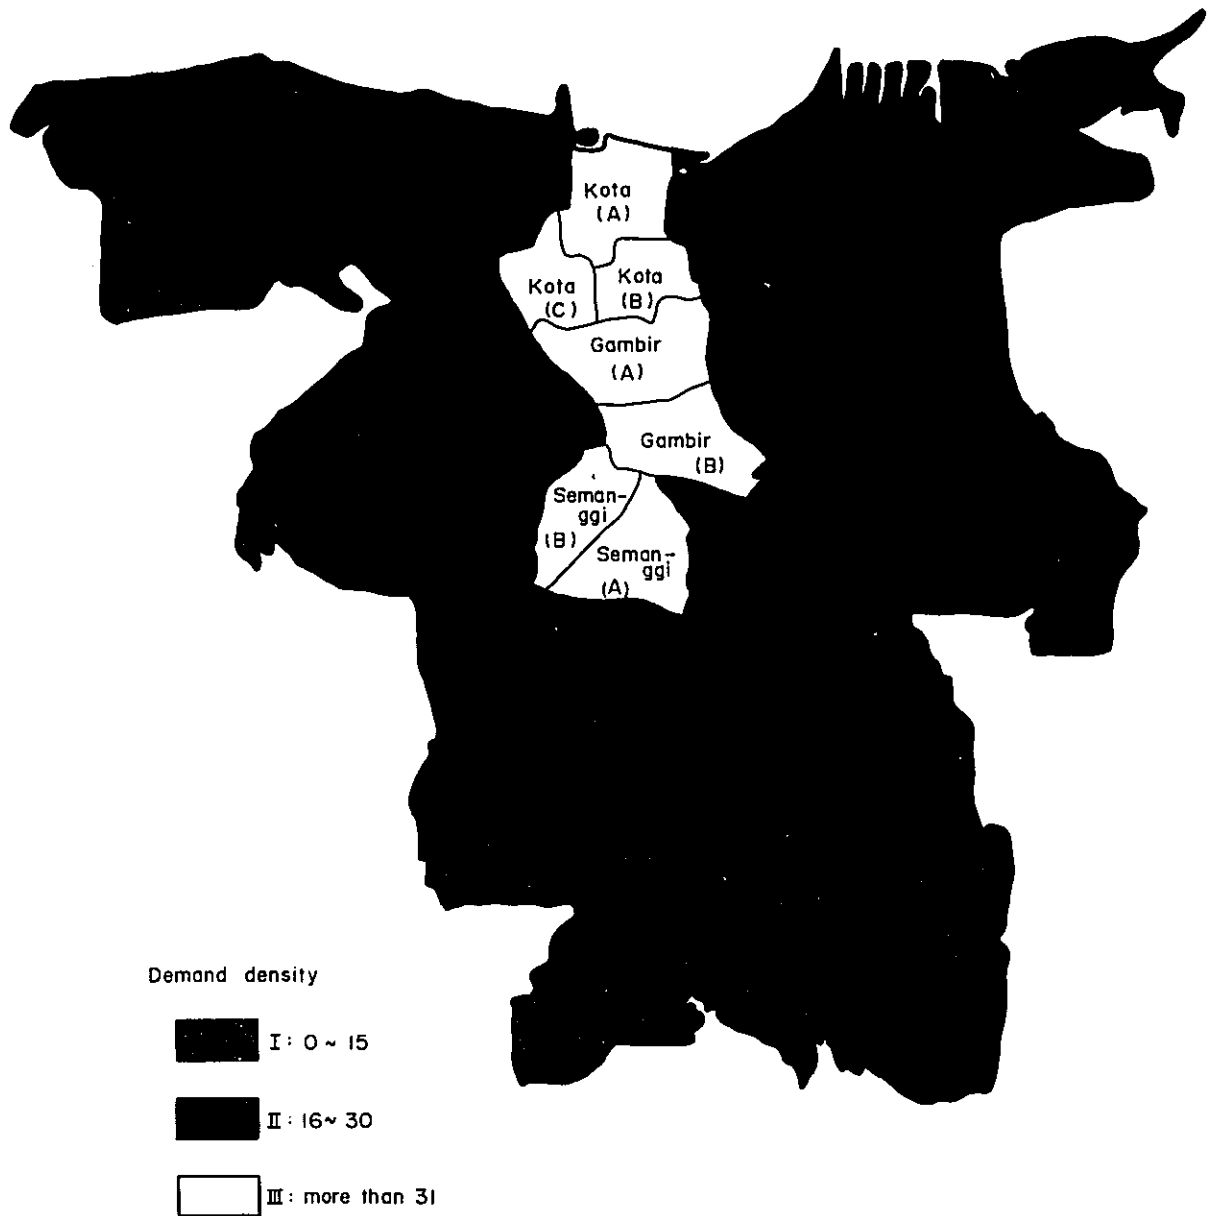 Kota
(A)
Kota
(B)
Kota
(C)
Gambir
(A)
Gambir
(B)
Seman-
ggi
(B)
Seman-
ggi
(A)
Demand density
I : 0 ~ 15
II : 16 ~ 30
III : more than 31